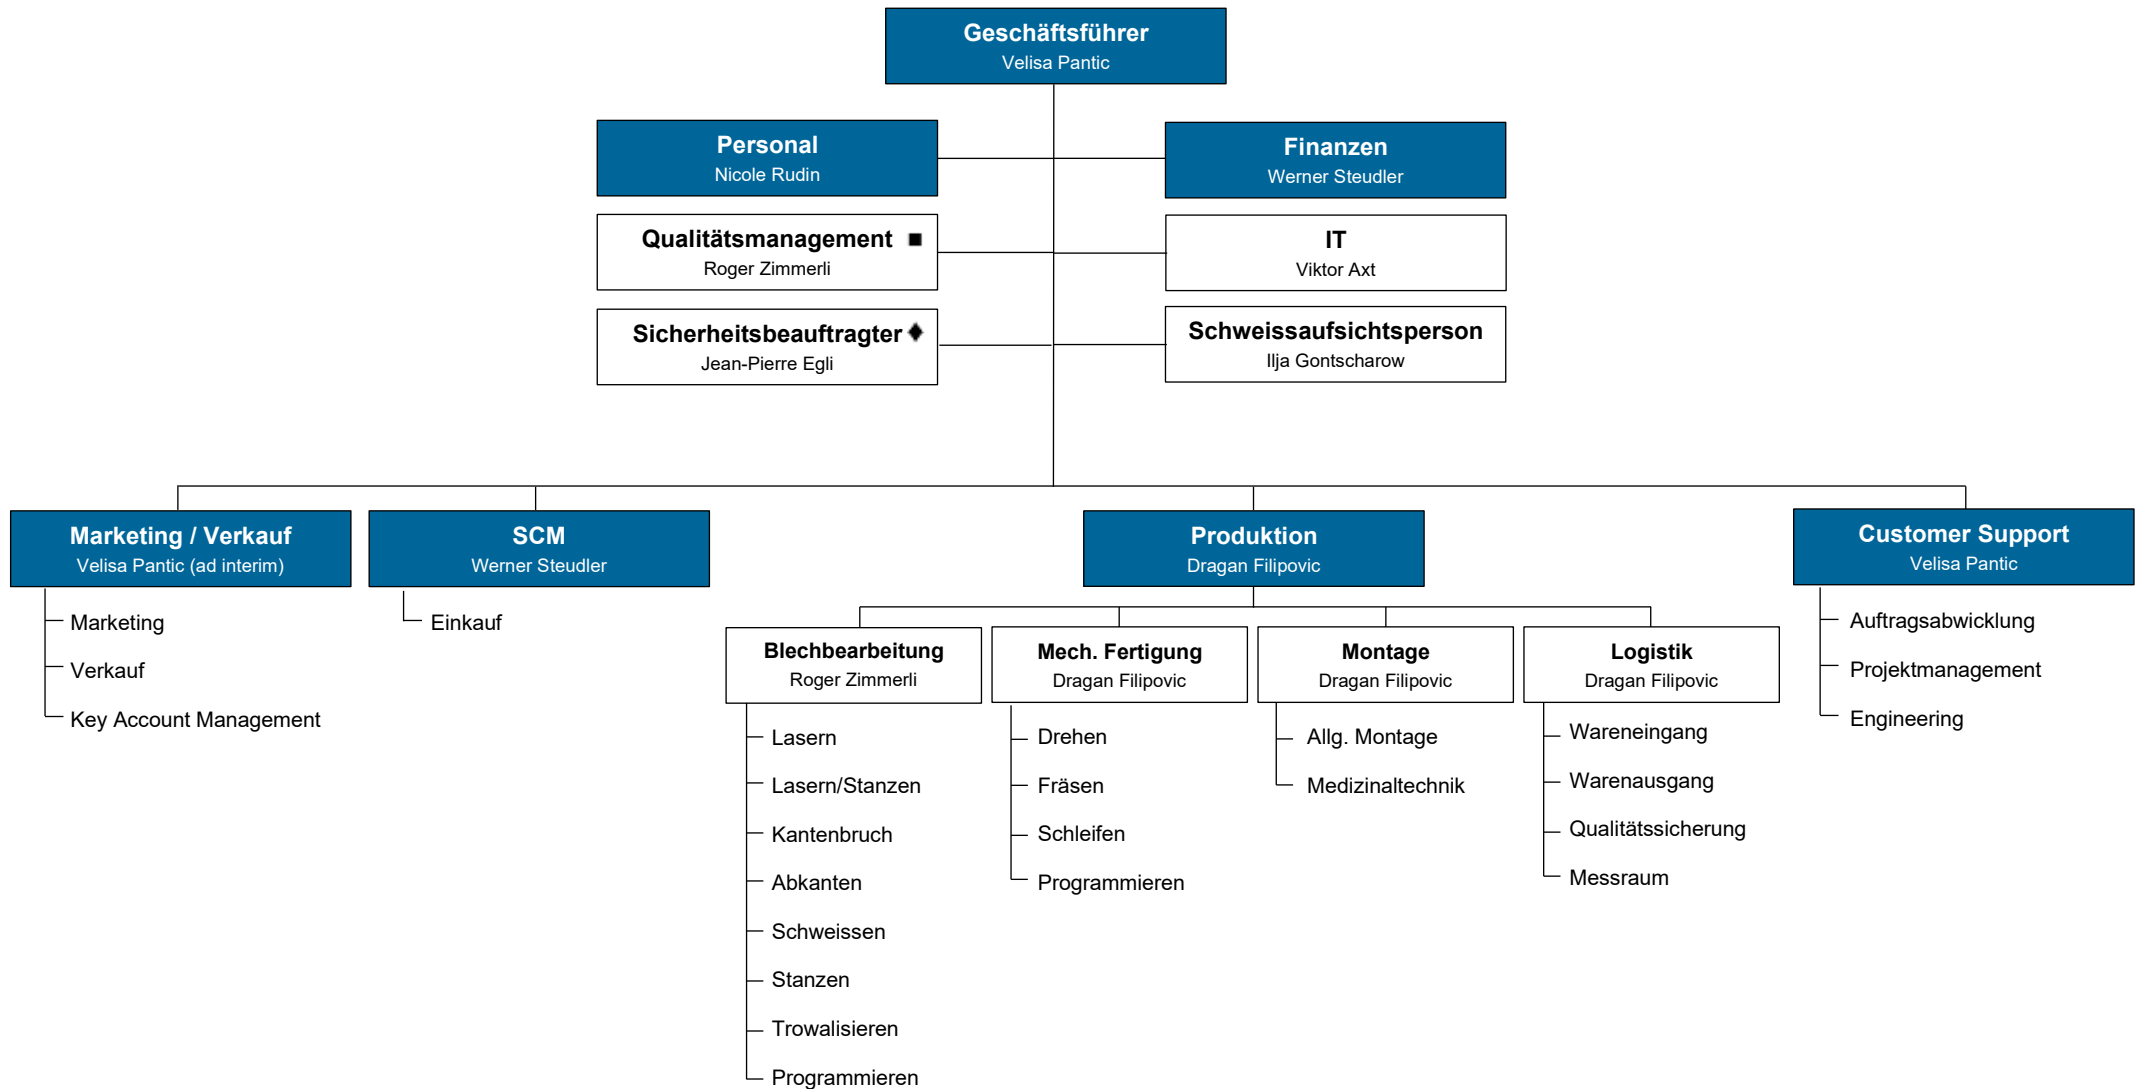 Geschäftsführer
Velisa Pantic
Personal
Nicole Rudin
Finanzen
Werner Steudler
Qualitätsmanagement
Roger Zimmerli
IT
Viktor Axt
Sicherheitsbeauftragter
Jean-Pierre Egli
Schweissaufsichtsperson
Ilja Gontscharow
Marketing / Verkauf
Velisa Pantic (ad interim)
Marketing
Verkauf
Key Account Management
SCM
Werner Steudler
Einkauf
Produktion
Dragan Filipovic
Blechbearbeitung
Roger Zimmerli
Lasern
Lasern/Stanzen
Kantenbruch
Abkanten
Schweissen
Stanzen
Trowalisieren
Programmieren
Mech. Fertigung
Dragan Filipovic
Drehen
Fräsen
Schleifen
Programmieren
Montage
Dragan Filipovic
Allg. Montage
Medizinaltechnik
Logistik
Dragan Filipovic
Wareneingang
Warenausgang
Qualitätssicherung
Messraum
Customer Support
Velisa Pantic
Auftragsabwicklung
Projektmanagement
Engineering